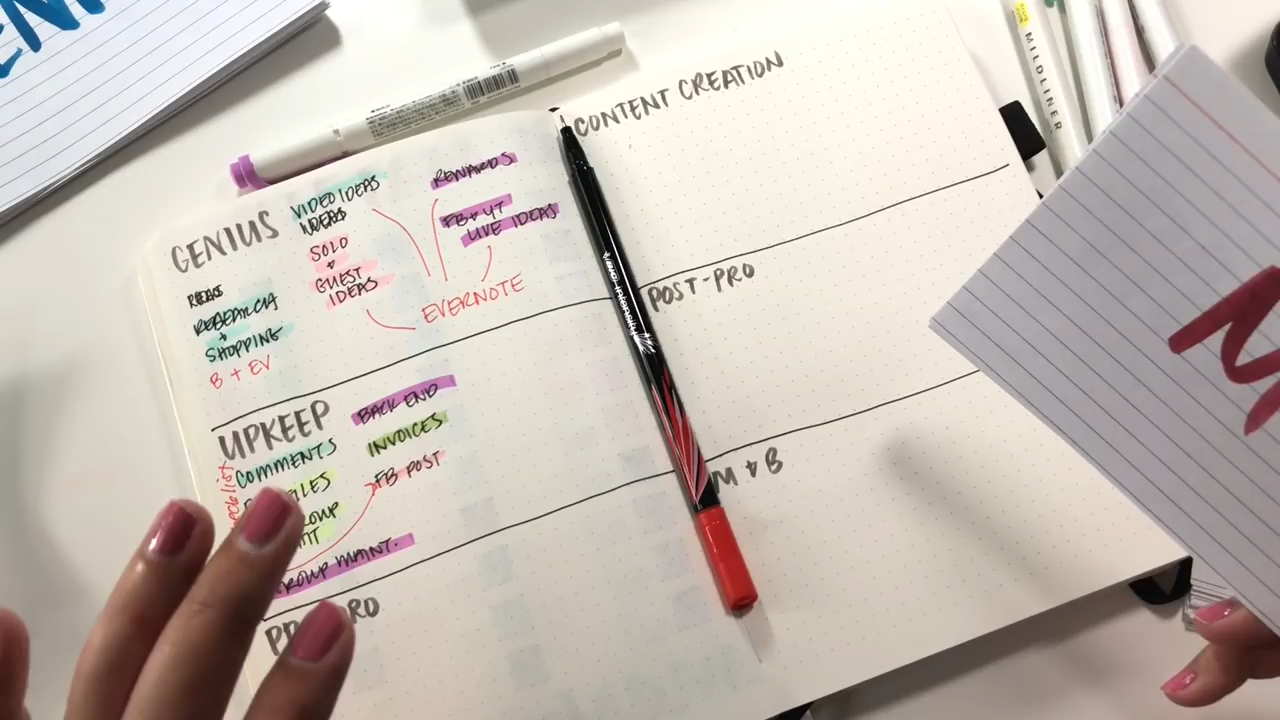 GENIUS
VIDEO IDEAS
IDEAS
SOLO
+
GUEST
IDEAS
REWARDS
FB + YT
LIVE IDEAS
EVERNOTE
RESEARCH
+
SHOPPING
B + EV
UPKEEP
COMMENTS
BACK END
INVOICES
FB POST
GROUP MAINT.
CONTENT CREATION
POST-PRO
M & B
MILDLINER